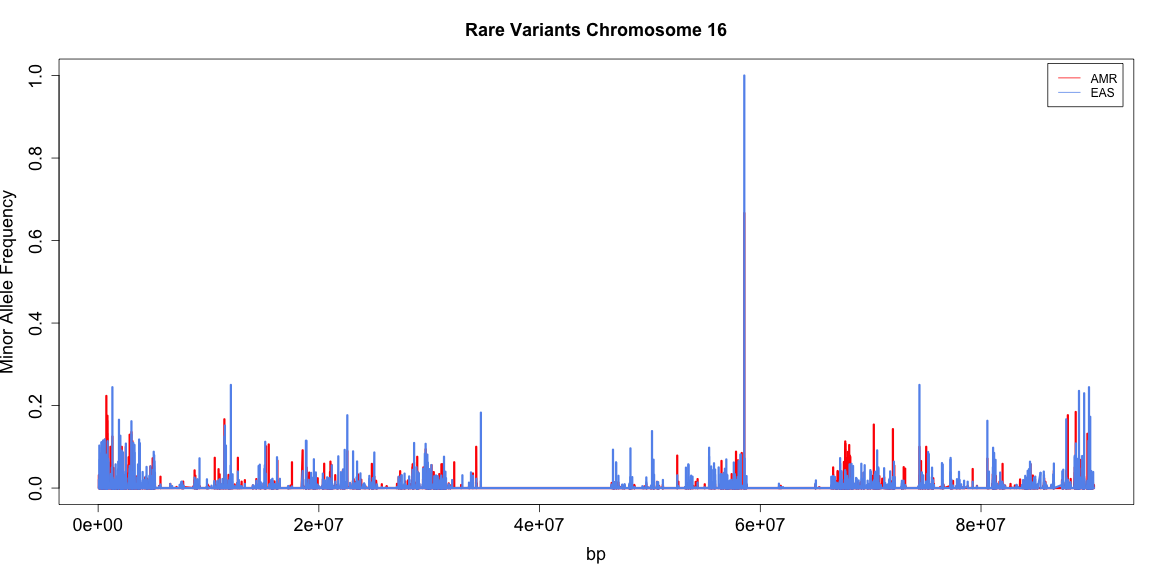 Rare Variants Chromosome 16
AMR
EAS
Minor Allele Frequency
1.0
0.8
0.6
0.4
0.2
0.0
0e+00 2e+07 4e+07 6e+07 8e+07
bp